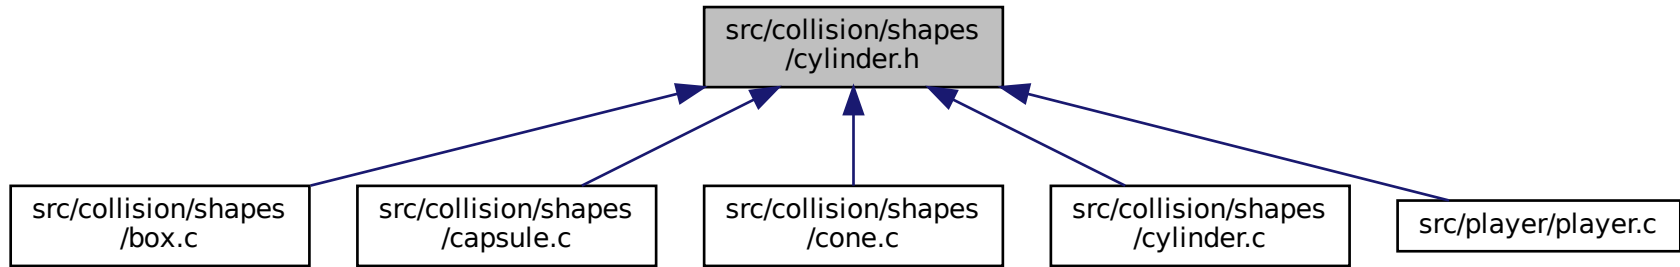 src/collision/shapes
/cylinder.h
src/collision/shapes
/box.c
src/collision/shapes
/capsule.c
src/collision/shapes
/cone.c
src/collision/shapes
/cylinder.c
src/player/player.c